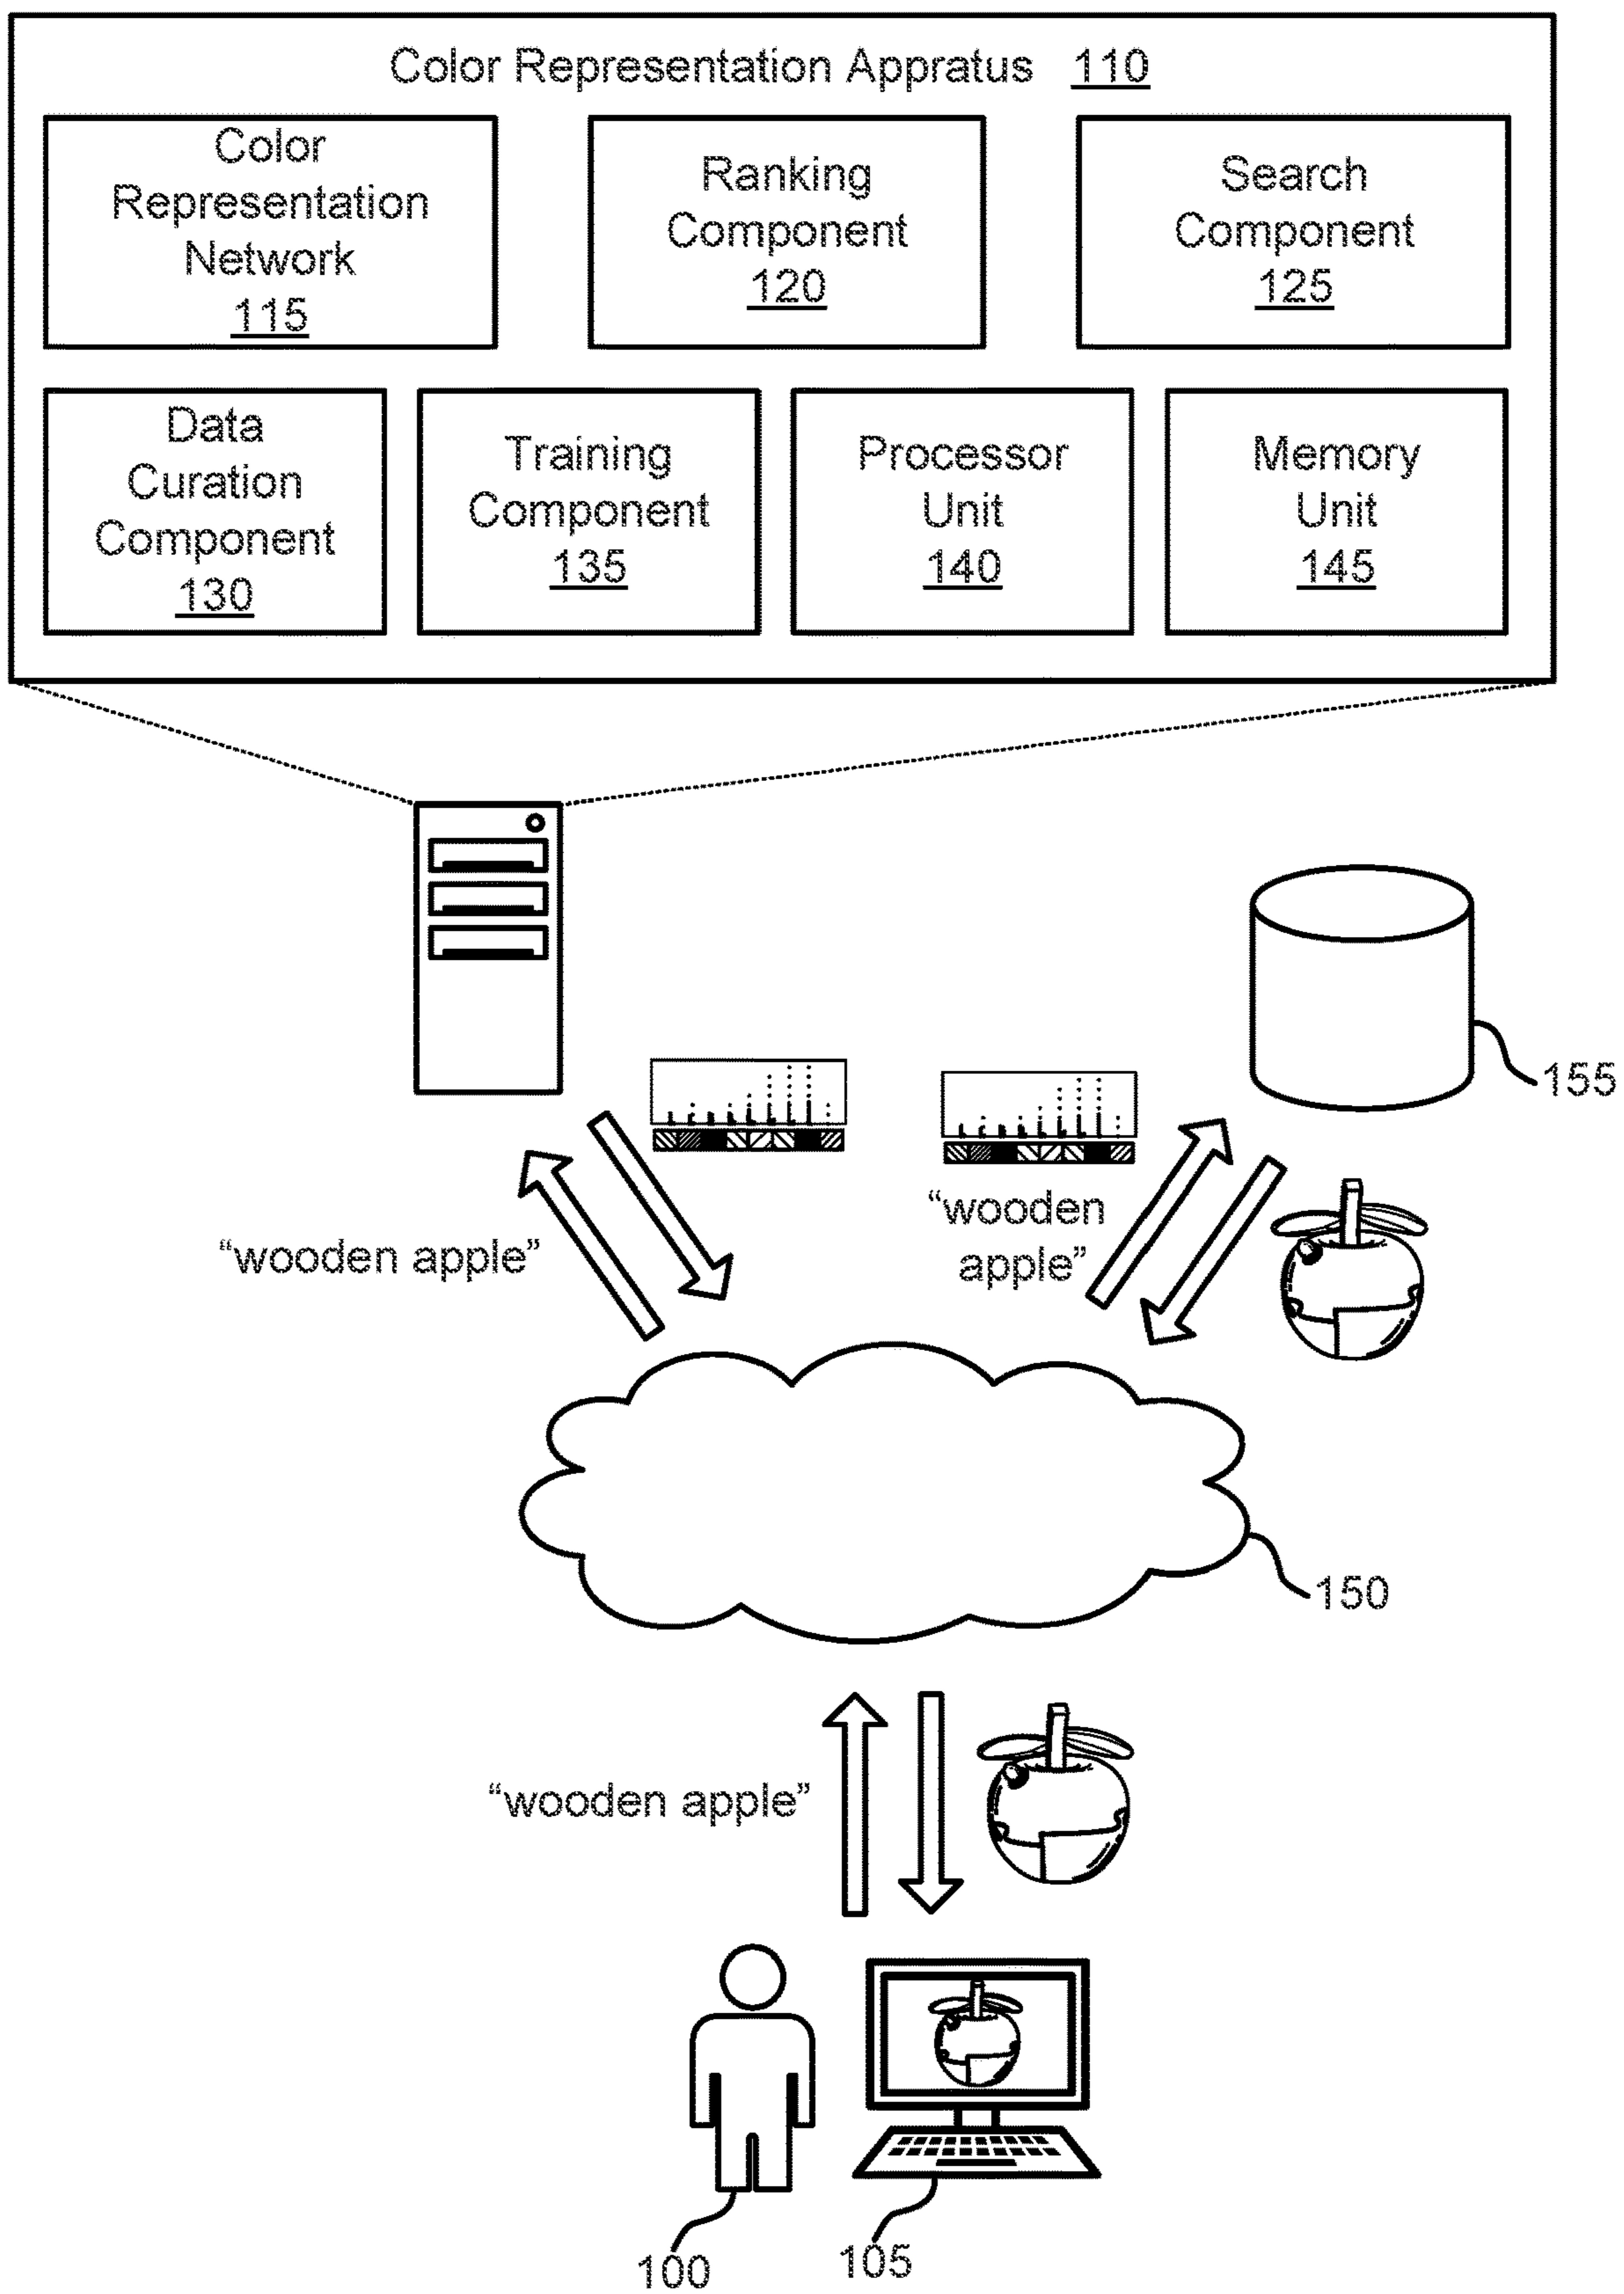 Color Representation Appratus 110
Color
Representation
Network
115
Ranking
Component
120
Search
Component
125
Data
Curation
Component
130
Training
Component
135
Processor
Unit
140
Memory
Unit
145
155
“wooden apple”
“wooden
apple”
150
“wooden apple”
100
105